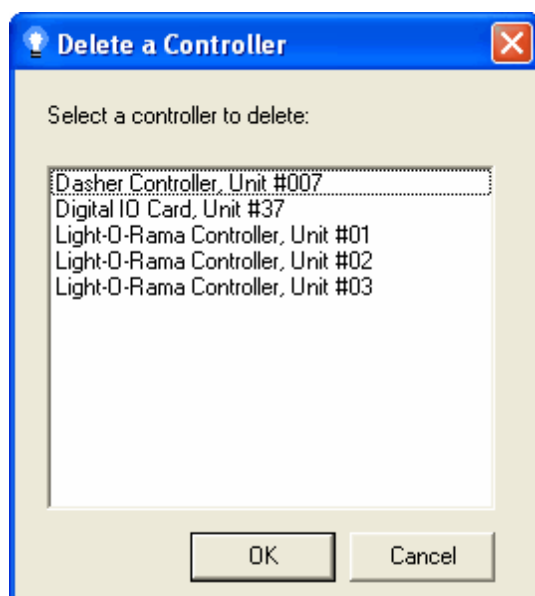 Delete a Controller
Select a controller to delete:
Dasher Controller, Unit #007
Digital IO Card, Unit #37
Light-O-Rama Controller, Unit #01
Light-O-Rama Controller, Unit #02
Light-O-Rama Controller, Unit #03
OK Cancel